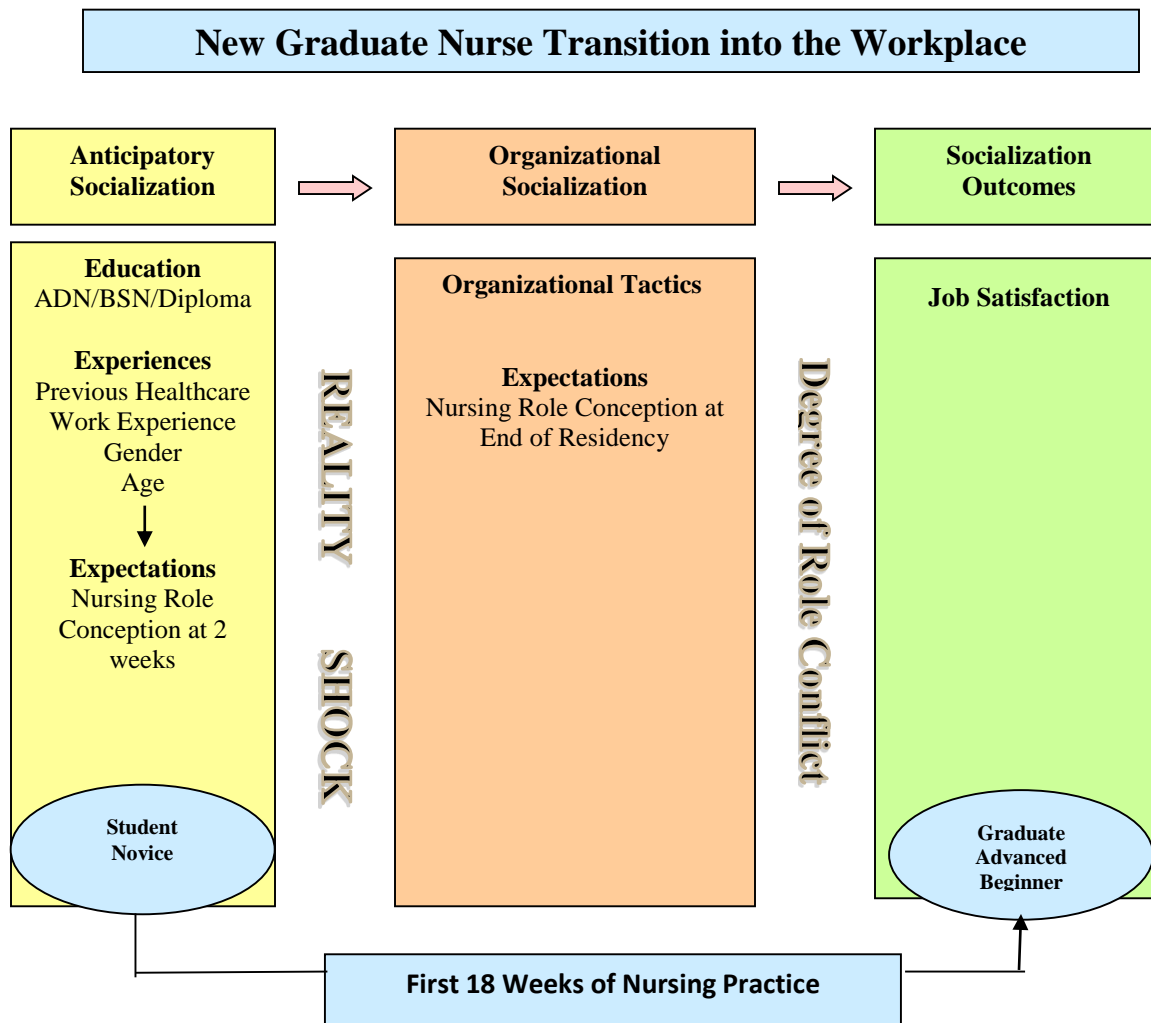 New Graduate Nurse Transition into the Workplace
Anticipatory
Socialization
Organizational
Socialization
Socialization
Outcomes
Education
ADN/BSN/Diploma
Experiences
Previous Healthcare
Work Experience
Gender
Age
Expectations
Nursing Role
Conception at 2
weeks
Student
Novice
REALITY SHOCK
Organizational Tactics
Expectations
Nursing Role Conception at
End of Residency
Degree of Role Conflict
Job Satisfaction
Graduate
Advanced
Beginner
First 18 Weeks of Nursing Practice